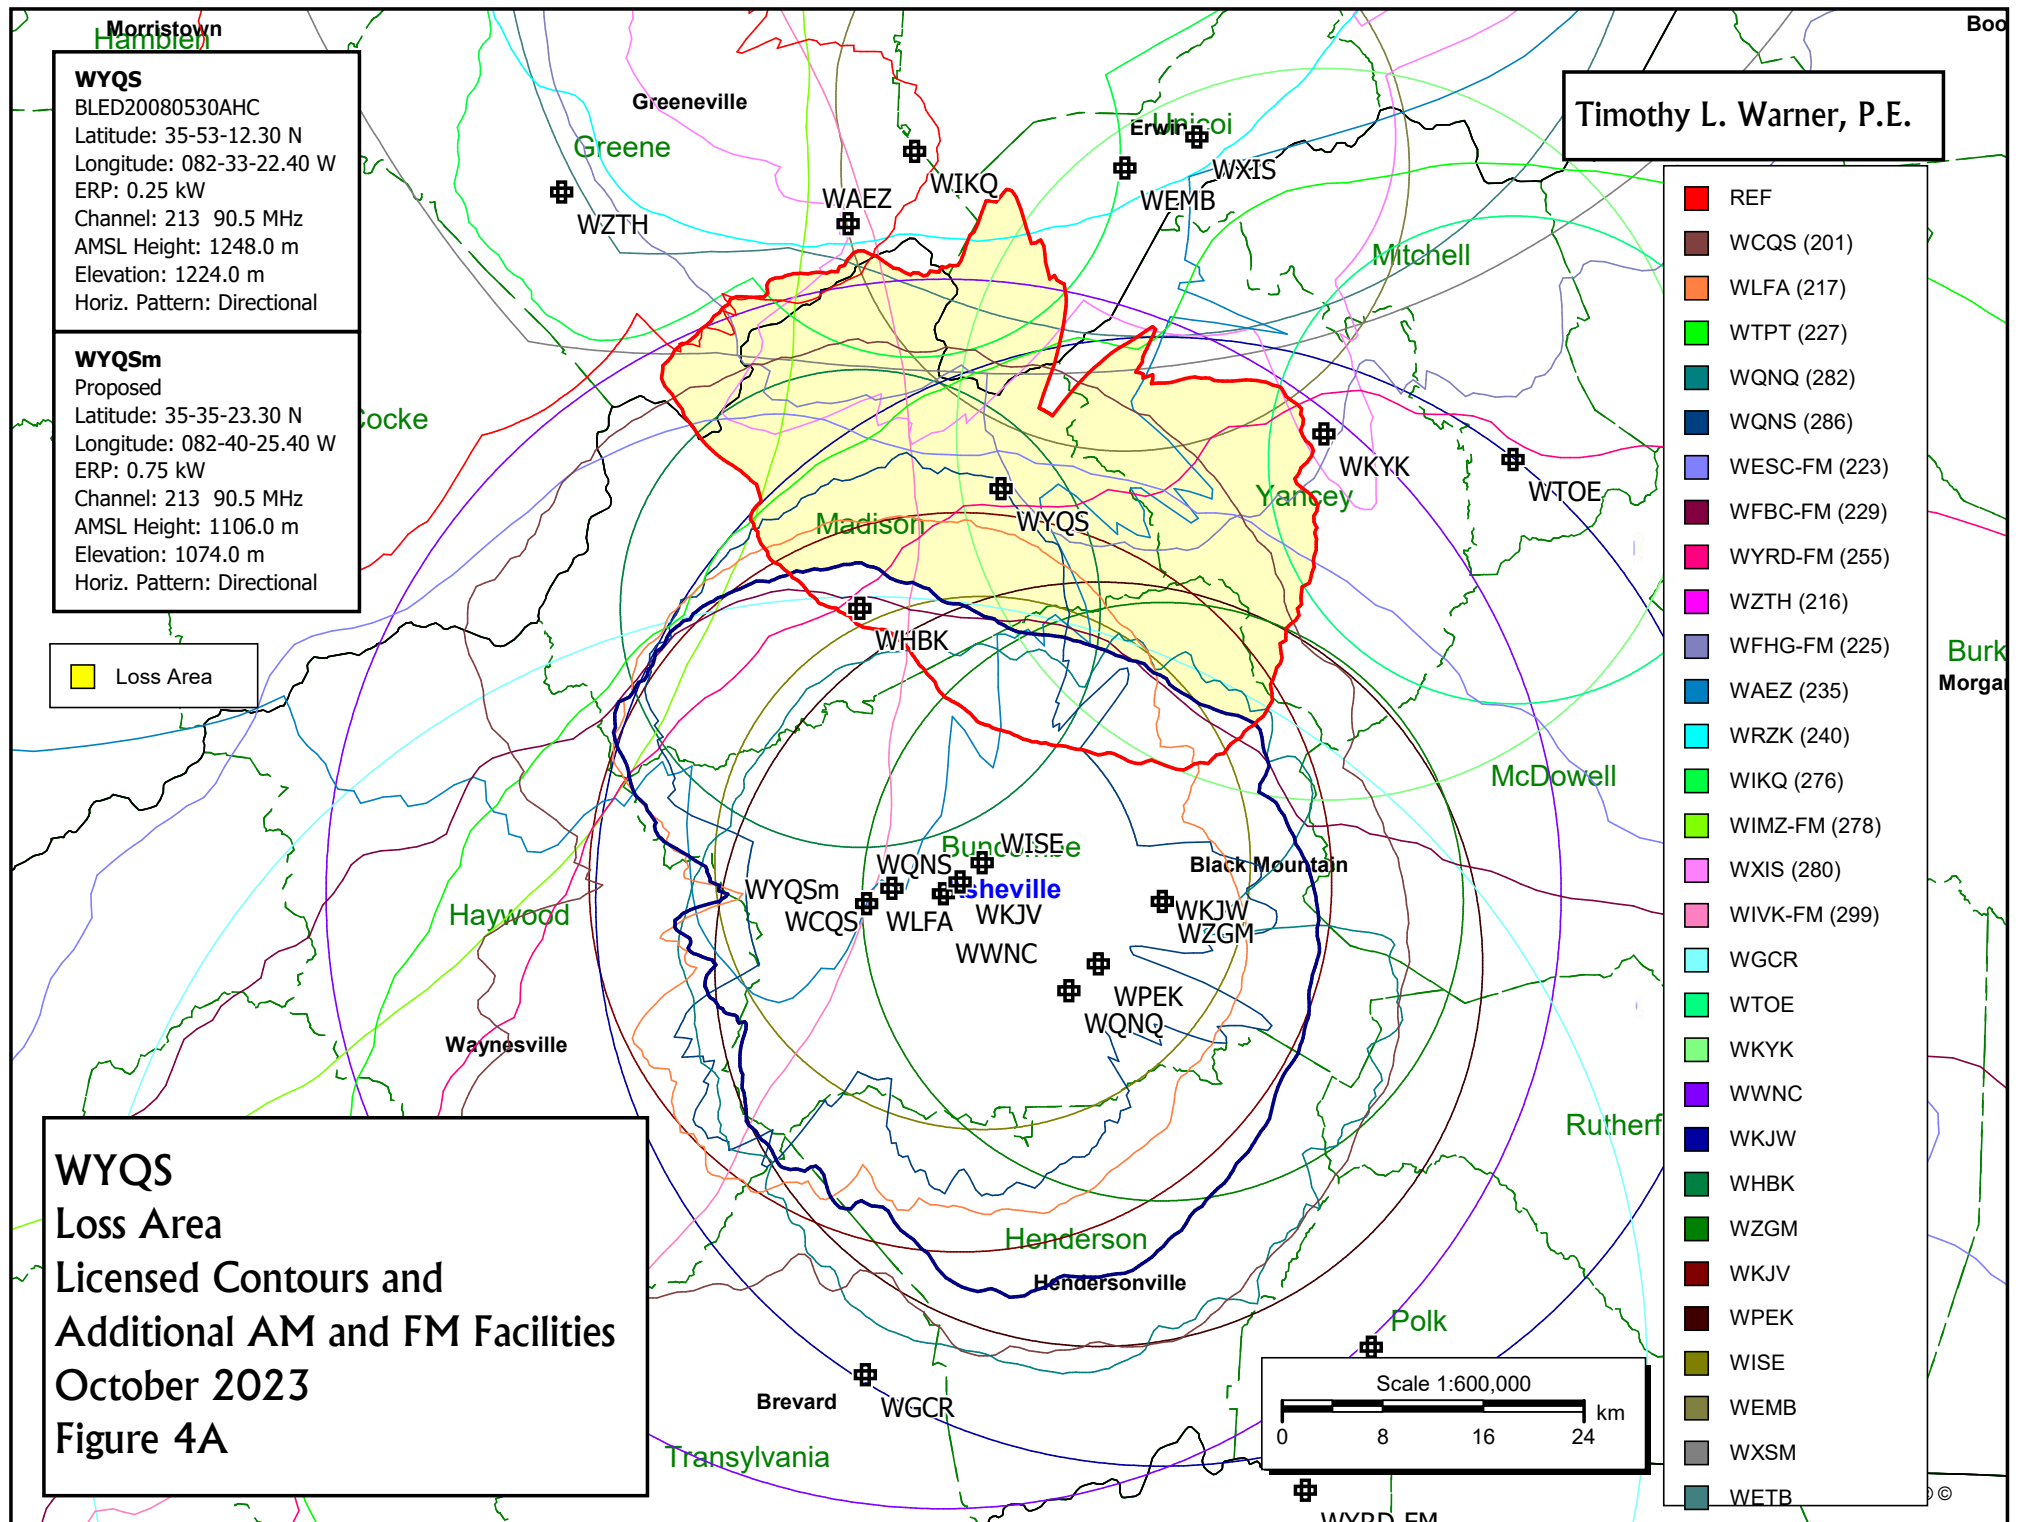 Morristown
Hamblen
Boo
WYQS
BLED20080530AHC
Latitude: 35-53-12.30 N
Longitude: 082-33-22.40 W
ERP: 0.25 kW
Channel: 213 90.5 MHz
AMSL Height: 1248.0 m
Elevation: 1224.0 m
Horiz. Pattern: Directional
WYQSm
Proposed
Latitude: 35-35-23.30 N
Longitude: 082-40-25.40 W
ERP: 0.75 kW
Channel: 213 90.5 MHz
AMSL Height: 1106.0 m
Elevation: 1074.0 m
Horiz. Pattern: Directional
Loss Area
Timothy L. Warner, P.E.
Greeneville
Greene
Erwin
Unicoi
WXIS
WEMB
WIKQ
WAEZ
WZTH
Mitchell
Cocke
WKYK
WTOE
Yancey
WYQS
Madison
WHBK
Burk
Morgan
McDowell
Buncombe
WISE
WQNS
Black Mountain
WYQSm
sheville
WCQS
WLFA
WKJV
WKJW
WZGM
Haywood
WWNC
WPEK
WQNQ
Waynesville
Rutherf
Henderson
Hendersonville
Polk
Brevard
WGCR
Transylvania
WYRD-FM
REF
WCQS (201)
WLFA (217)
WTPT (227)
WQNQ (282)
WQNS (286)
WESC-FM (223)
WFBC-FM (229)
WYRD-FM (255)
WZTH (216)
WFHG-FM (225)
WAEZ (235)
WRZK (240)
WIKQ (276)
WIMZ-FM (278)
WXIS (280)
WIVK-FM (299)
WGCR
WTOE
WKYK
WWNC
WKJW
WHBK
WZGM
WKJV
WPEK
WISE
WEMB
WXSM
WETB
©
WYQS
Loss Area
Licensed Contours and
Additional AM and FM Facilities
October 2023
Figure 4A
Scale 1:600,000
km
0 8 16 24